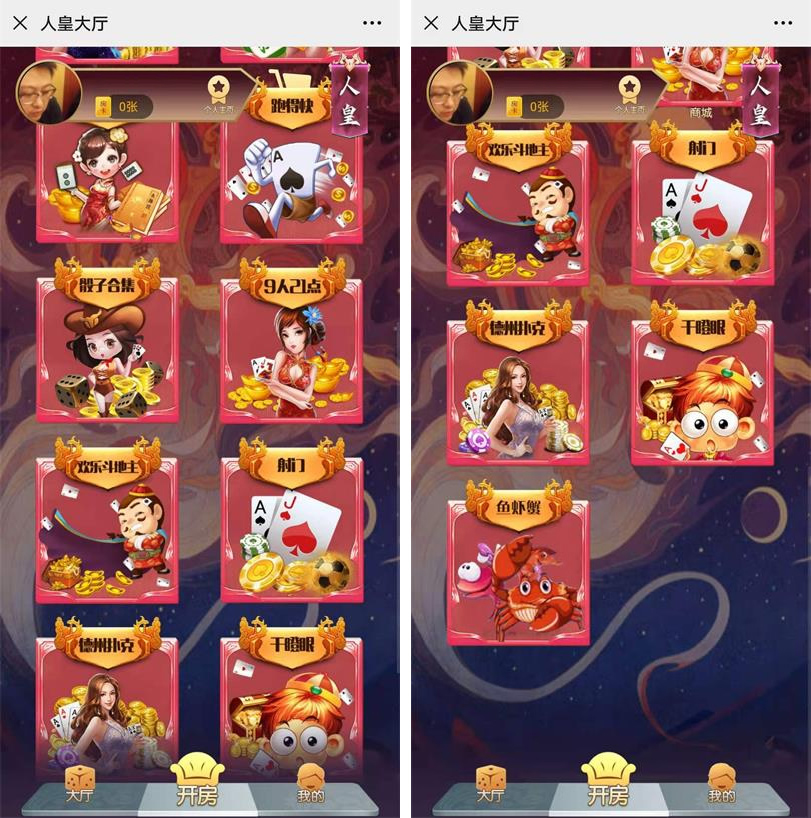 人皇大厅
房卡 0张
个人主页
人皇
跑得快
骰子合集
9人21点
欢乐斗地主
射门
德州扑克
干瞪眼
大厅
开房
我的
人皇大厅
房卡 0张
个人主页
人皇
商城
欢乐斗地主
射门
德州扑克
干瞪眼
鱼虾蟹
大厅
开房
我的